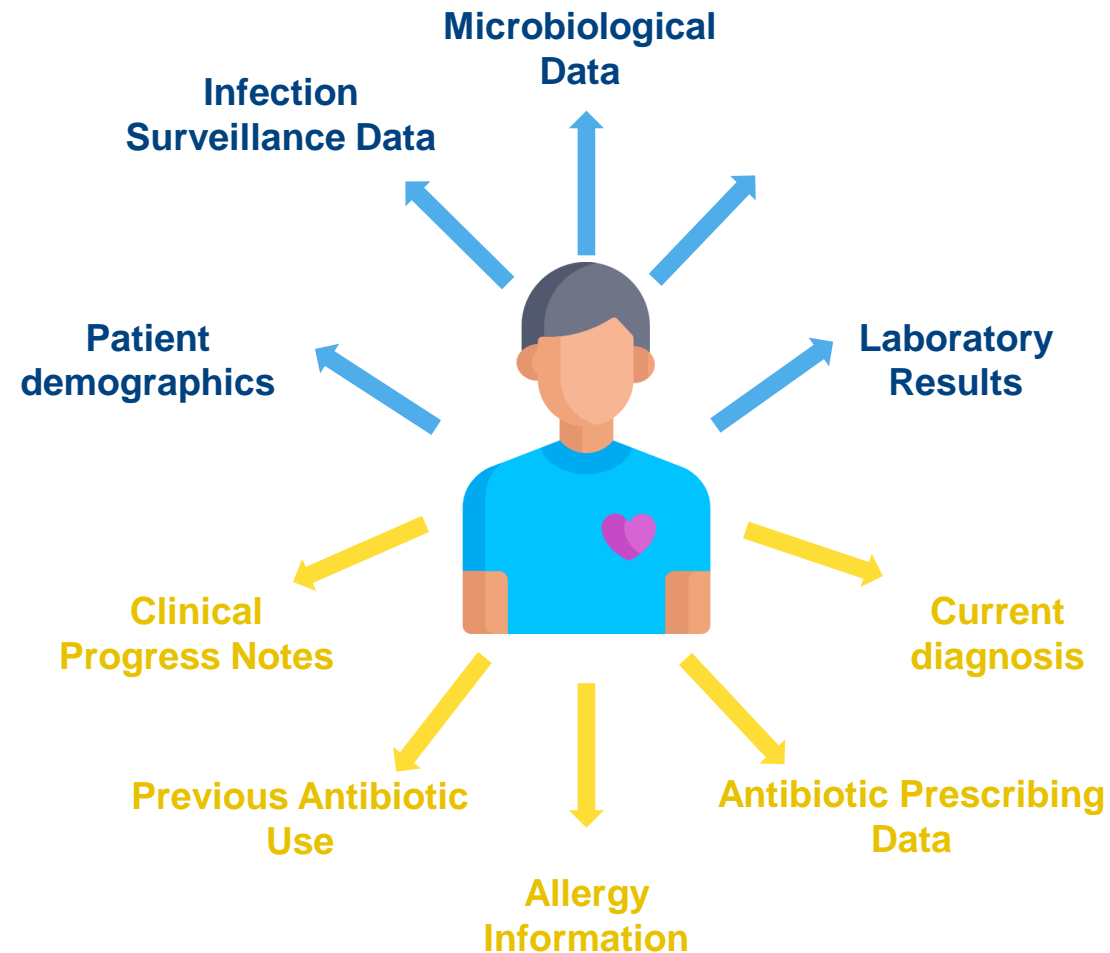 Microbiological
Data
Infection
Surveillance Data
Patient
demographics
Laboratory
Results
Clinical
Progress Notes
Current
diagnosis
Previous Antibiotic
Use
Antibiotic Prescribing
Data
Allergy
Information